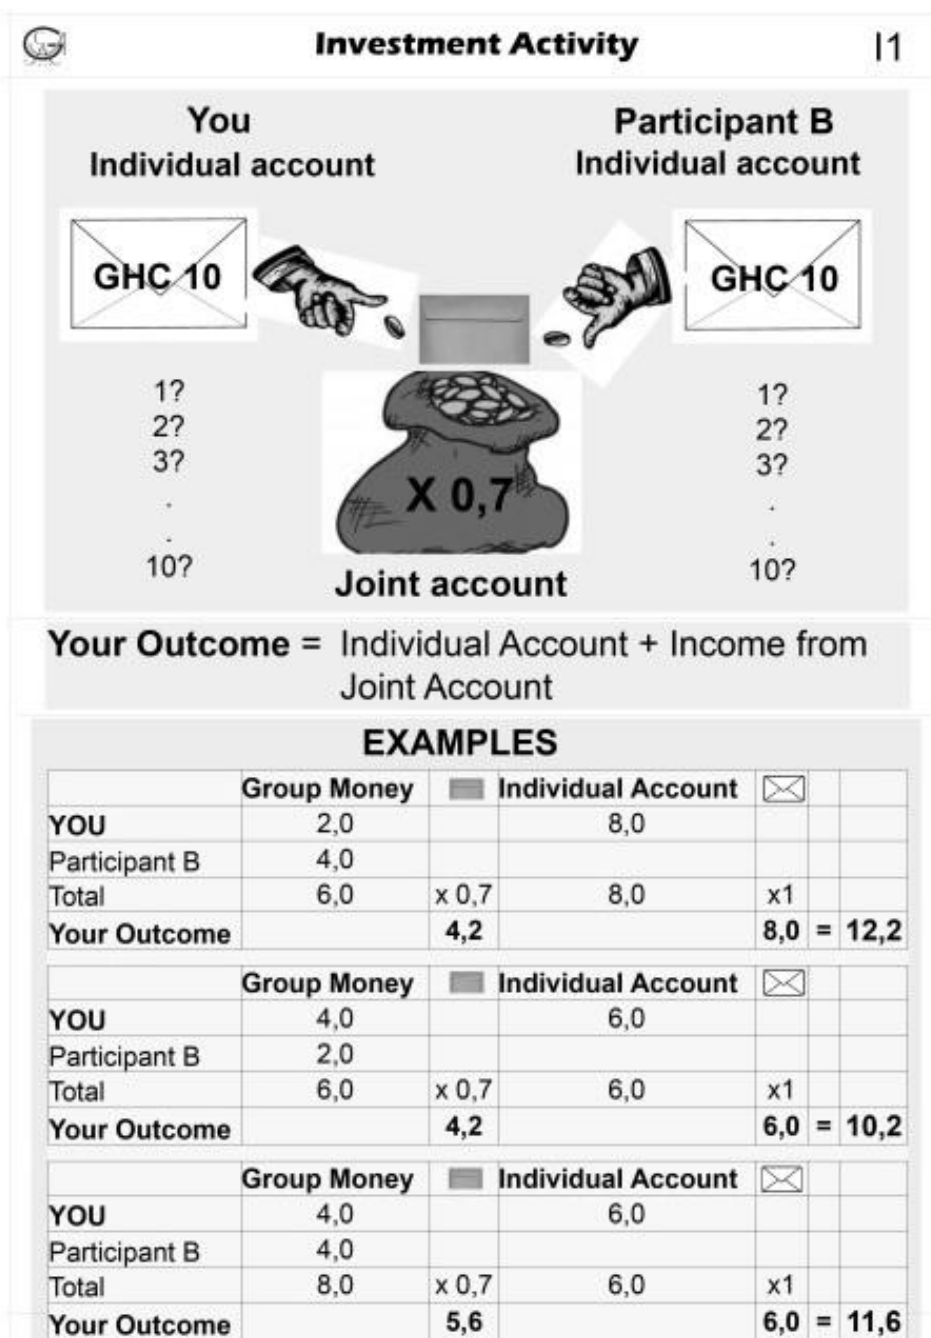 Investment Activity I1
You Participant B
Individual account Individual account
GHC 10 GHC 10
1? 1?
2? 2?
3? 3?
. .
. .
10? 10?
X 0,7
Joint account
Your Outcome = Individual Account + Income from
Joint Account
EXAMPLES
Group Money Individual Account
YOU 2,0 8,0
Participant B 4,0
Total 6,0 x 0,7 8,0 x1
Your Outcome 4,2 8,0 = 12,2
Group Money Individual Account
YOU 4,0 6,0
Participant B 2,0
Total 6,0 x 0,7 6,0 x1
Your Outcome 4,2 6,0 = 10,2
Group Money Individual Account
YOU 4,0 6,0
Participant B 4,0
Total 8,0 x 0,7 6,0 x1
Your Outcome 5,6 6,0 = 11,6